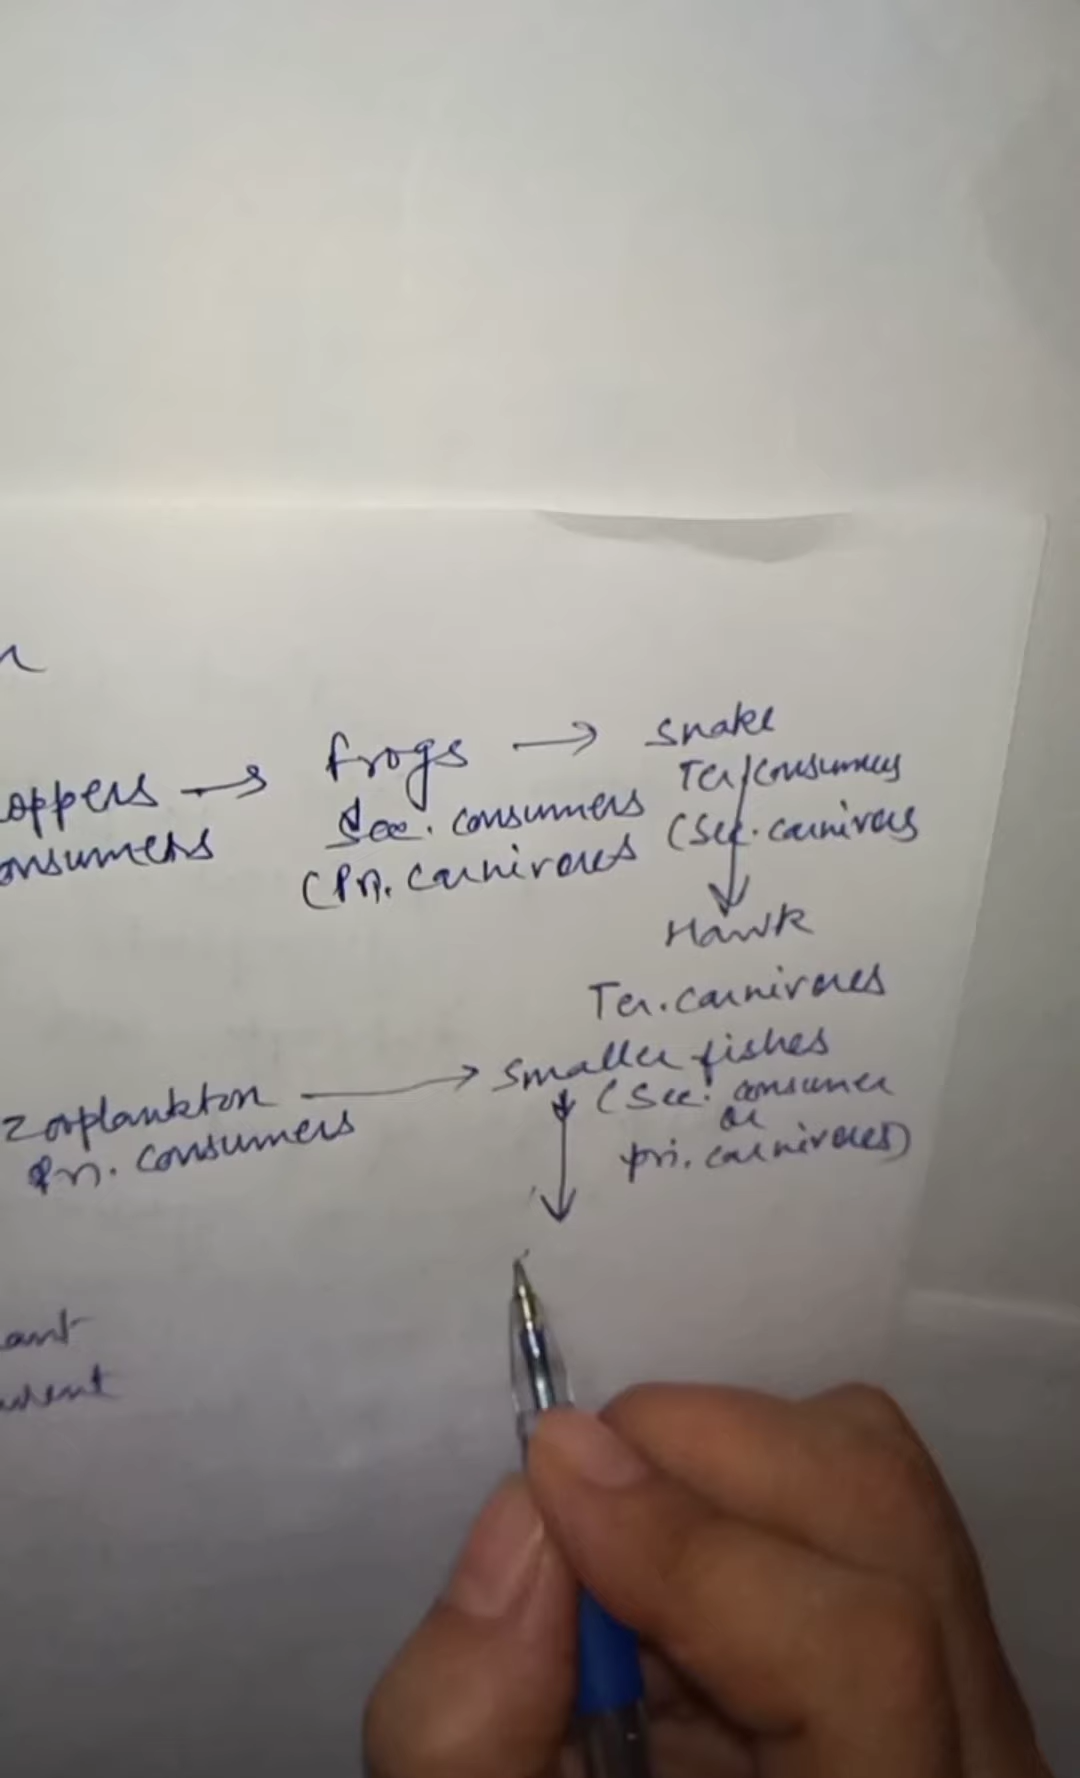 oppers → frogs → snake
onsumers Sec. consumers Ter/consumers
(Pri. carnivores (Sec. carnivores
Hawk
Ter. carnivores
zooplankton → smaller fishes
Pri. consumers (Sec. consumer
or
pri. carnivores)
ant